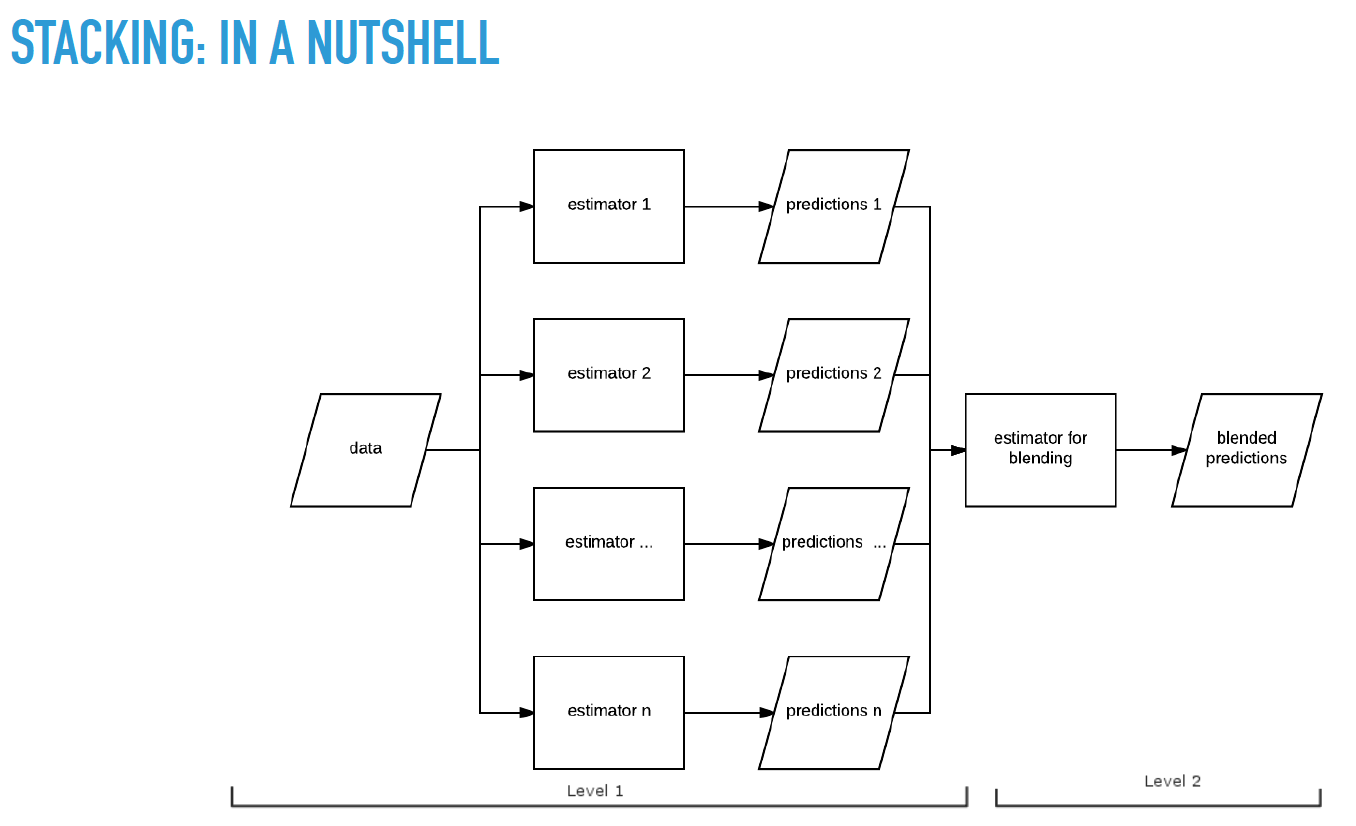 STACKING: IN A NUTSHELL
estimator 1
predictions 1
estimator 2
predictions 2
data
estimator for
blending
blended
predictions
estimator ...
predictions ...
estimator n
predictions n
Level 1
Level 2